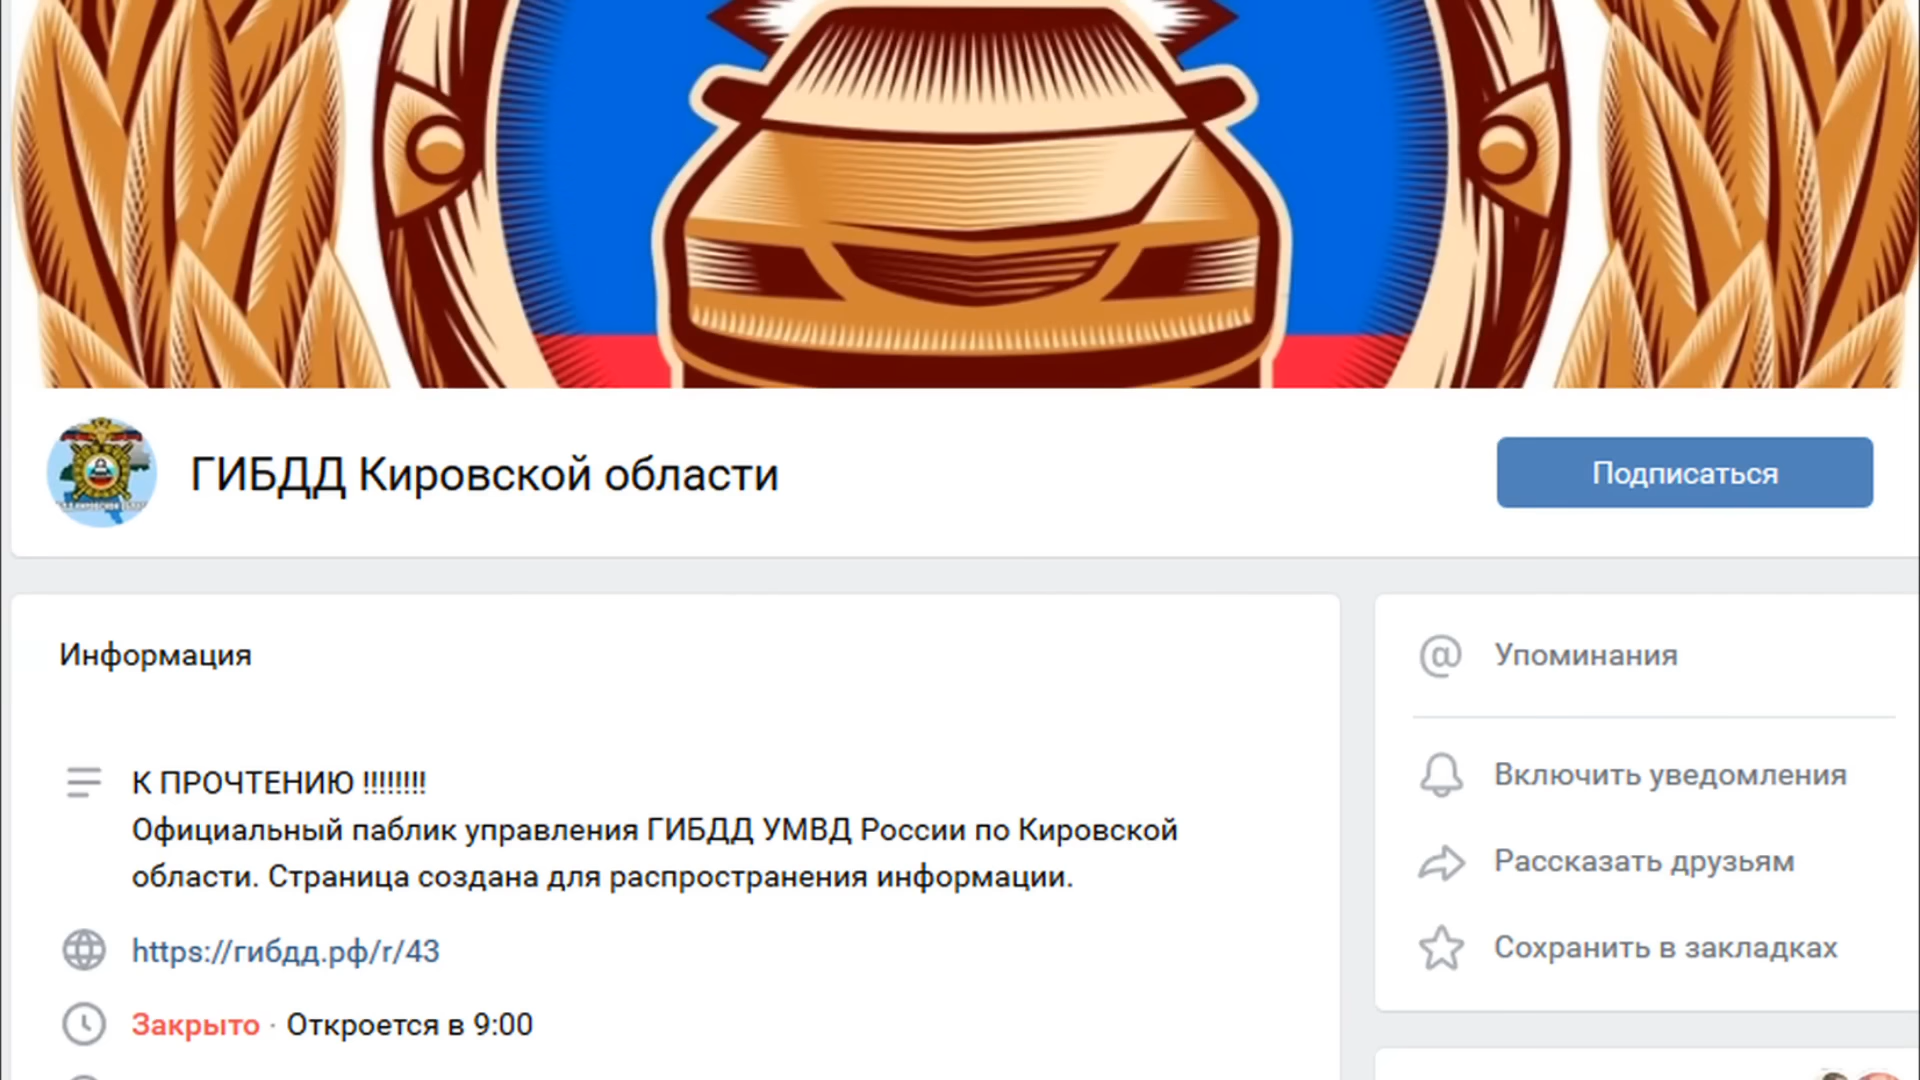 ГИБДД Кировской области
Подписаться
Информация
К ПРОЧТЕНИЮ !!!!!!!!
Официальный паблик управления ГИБДД УМВД России по Кировской
области. Страница создана для распространения информации.
https://гибдд.рф/r/43
Закрыто · Откроется в 9:00
Упоминания
Включить уведомления
Рассказать друзьям
Сохранить в закладках